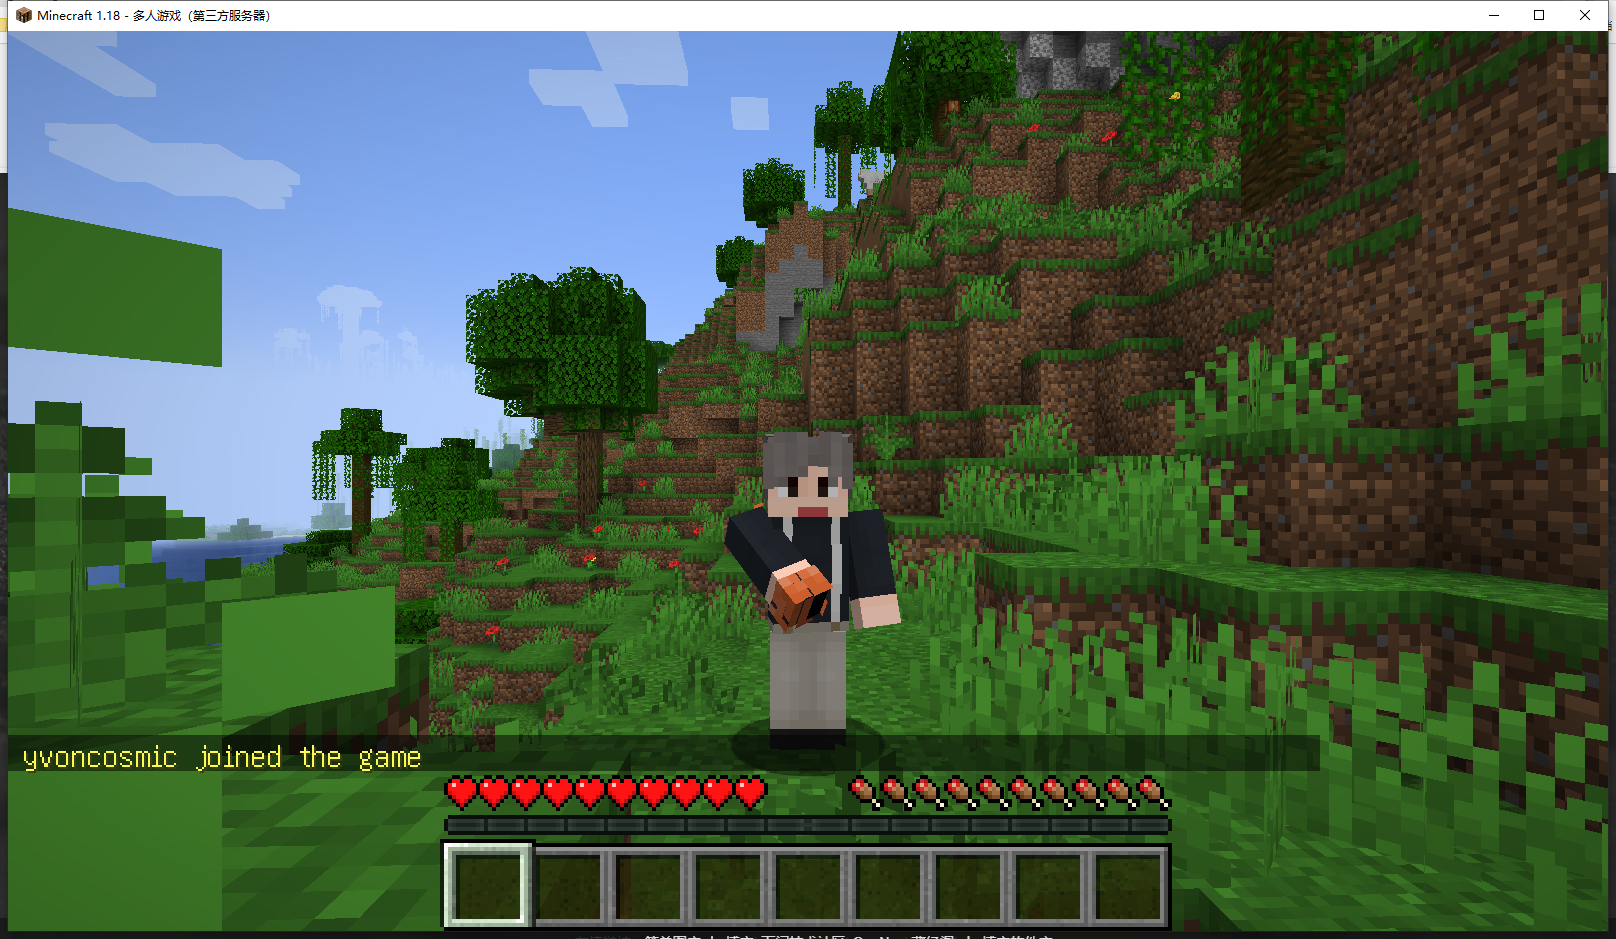 Minecraft 1.18 - 多人游戏（第三方服务器）
yvoncosmic joined the game